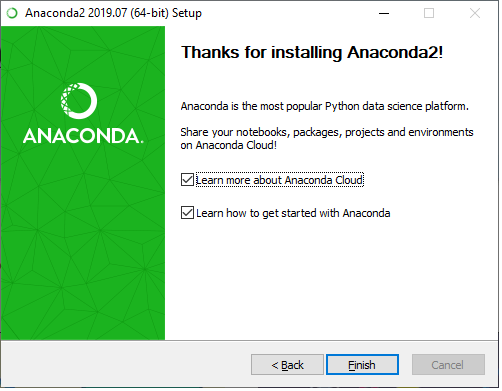 Anaconda2 2019.07 (64-bit) Setup
ANACONDA.
Thanks for installing Anaconda2!
Anaconda is the most popular Python data science platform.
Share your notebooks, packages, projects and environments
on Anaconda Cloud!
Learn more about Anaconda Cloud
Learn how to get started with Anaconda
< Back
Finish
Cancel